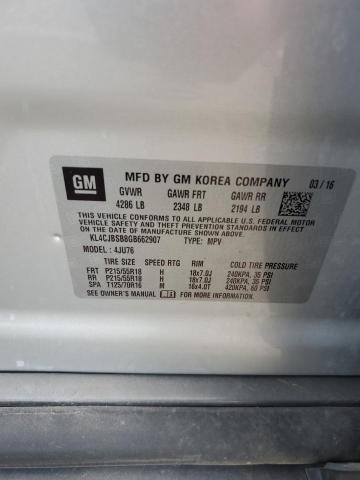 GM
MFD BY GM KOREA COMPANY 03/16
GVWR GAWR FRT GAWR RR
4286 LB 2348 LB 2194 LB
THIS VEHICLE CONFORMS TO ALL APPLICABLE U.S. FEDERAL MOTOR
VEHICLE SAFETY AND THEFT PREVENTION STANDARDS IN EFFECT ON
THE DATE OF MANUFACTURE SHOWN ABOVE.
KL4CJBSB8GB662907 TYPE: MPV
MODEL: 4JU76
TIRE SIZE SPEED RTG RIM COLD TIRE PRESSURE
FRT P215/55R18 H 18x7.0J 240KPA, 35 PSI
RR P215/55R18 H 18x7.0J 240KPA, 35 PSI
SPA T125/70R16 M 16x4.0T 420KPA, 60 PSI
SEE OWNER'S MANUAL FOR ADDITIONAL INFORMATION.